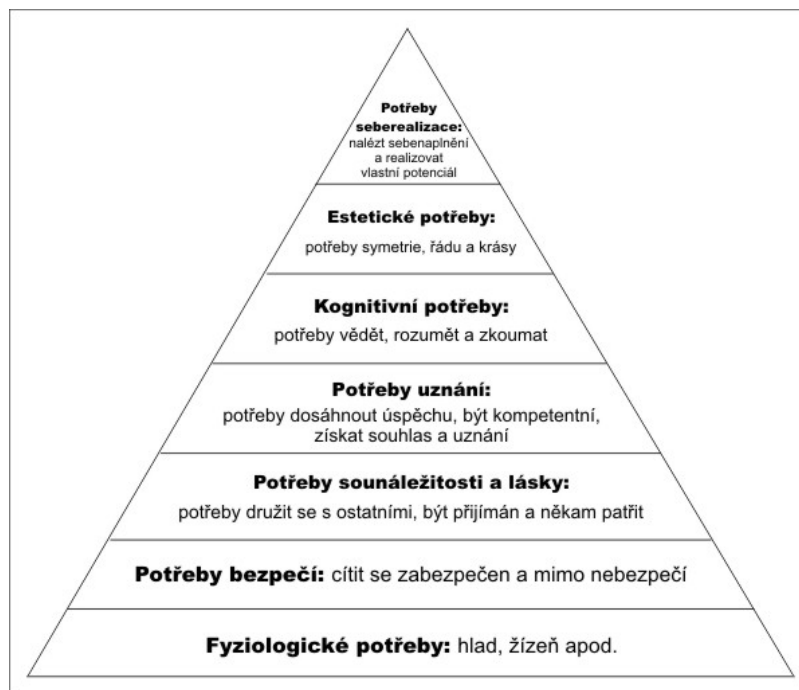 Potřeby
seberealizace:
nalézt sebenaplnění
a realizovat
vlastní potenciál
Estetické potřeby:
potřeby symetrie, řádu a krásy
Kognitivní potřeby:
potřeby vědět, rozumět a zkoumat
Potřeby uznání:
potřeby dosáhnout úspěchu, být kompetentní,
získat souhlas a uznání
Potřeby sounáležitosti a lásky:
potřeby družit se s ostatními, být přijímán a někam patřit
Potřeby bezpečí: cítit se zabezpečen a mimo nebezpečí
Fyziologické potřeby: hlad, žízeň apod.